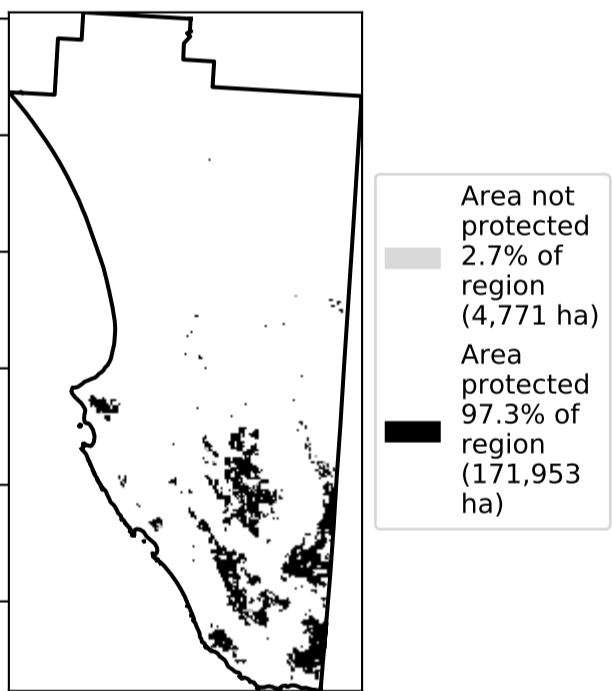 Area not
protected
2.7% of
region
(4,771 ha)
Area
protected
97.3% of
region
(171,953
ha)